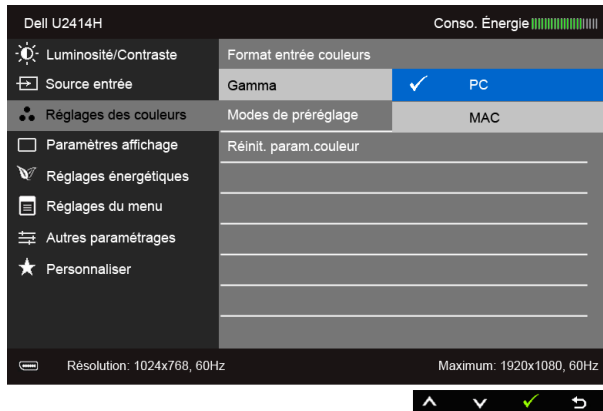 Dell U2414H Conso. Énergie
Luminosité/Contraste Format entrée couleurs
Source entrée Gamma PC
Réglages des couleurs Modes de préréglage MAC
Paramètres affichage Réinit. param.couleur
Réglages énergétiques
Réglages du menu
Autres paramétrages
Personnaliser
Résolution: 1024x768, 60Hz Maximum: 1920x1080, 60Hz